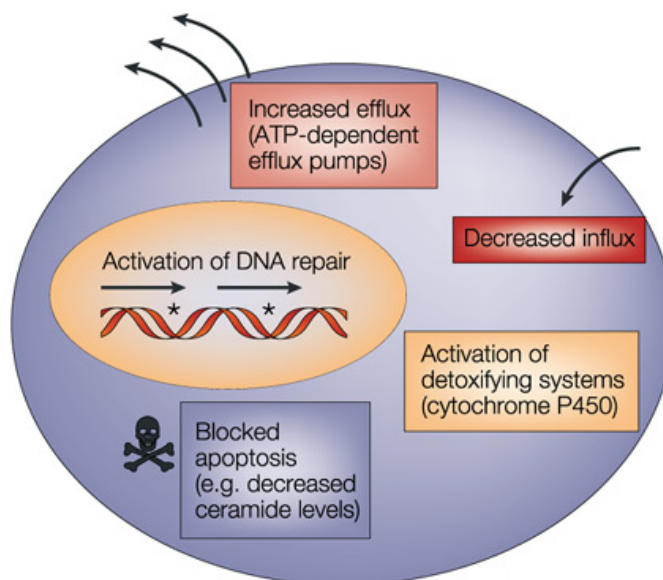 Increased efflux
(ATP-dependent
efflux pumps)
Decreased influx
Activation of DNA repair
* *
Activation of
detoxifying systems
(cytochrome P450)
Blocked
apoptosis
(e.g. decreased
ceramide levels)